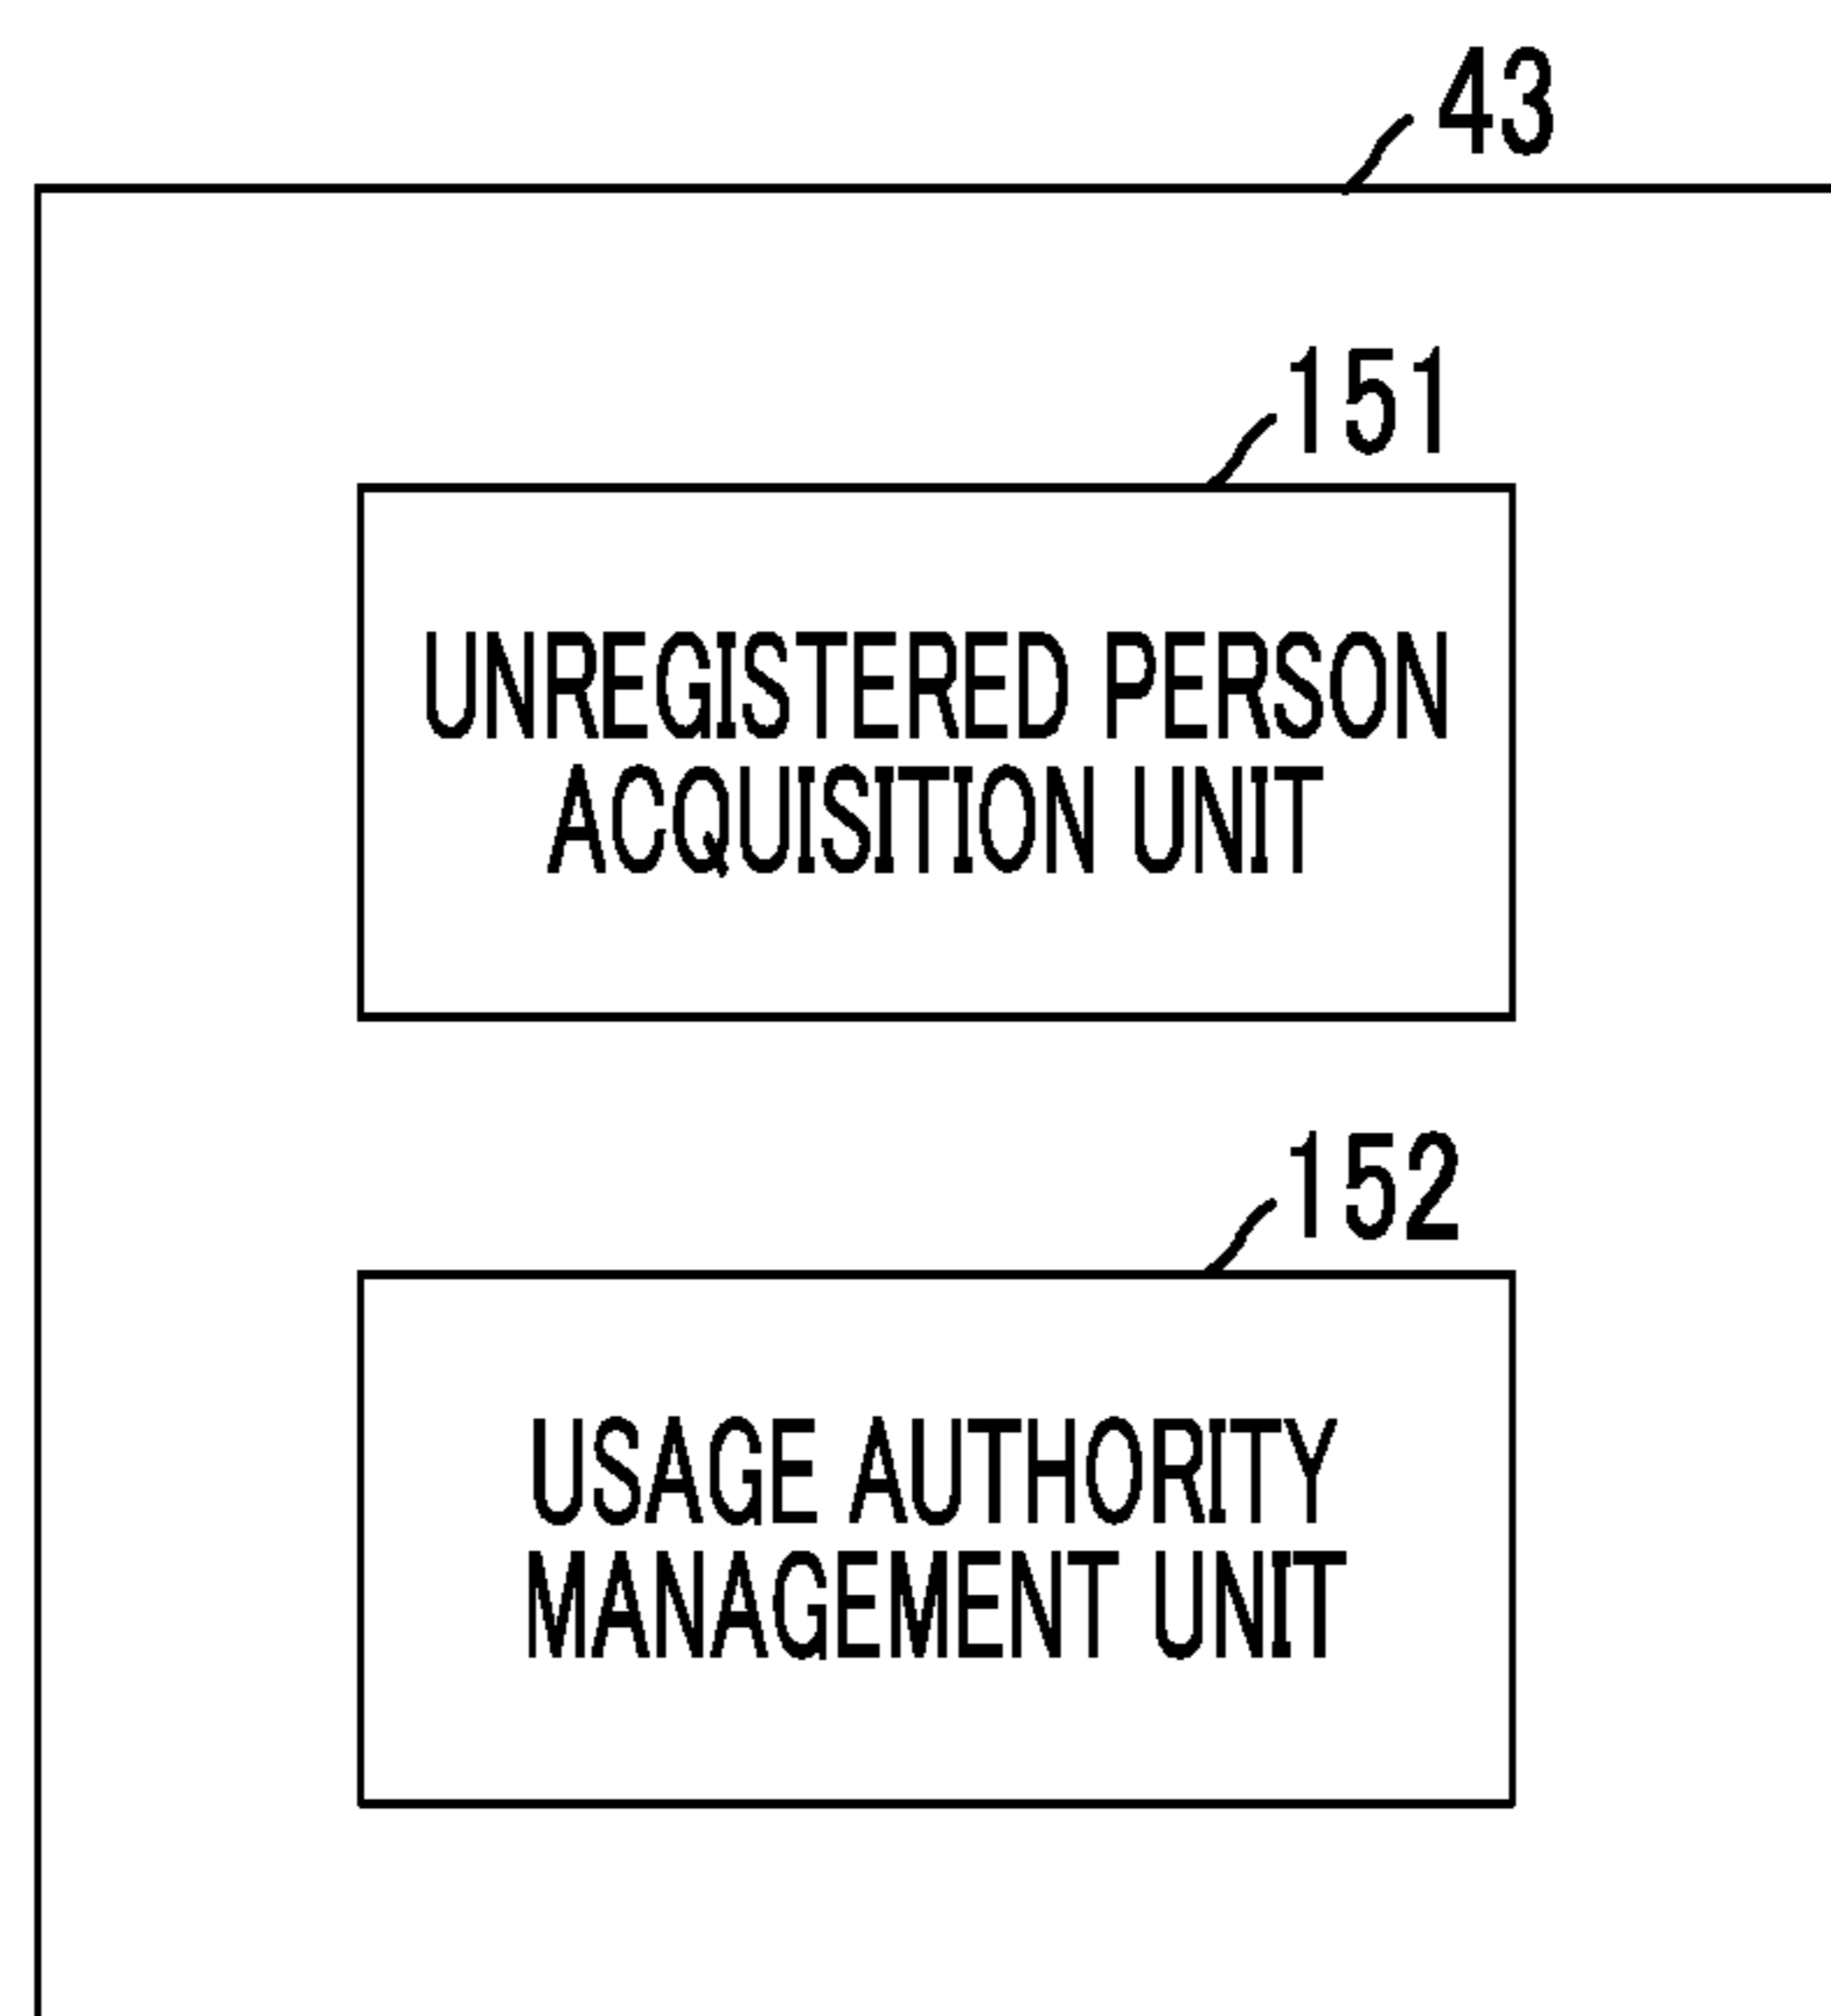 43
151
UNREGISTERED PERSON
ACQUISITION UNIT
152
USAGE AUTHORITY
MANAGEMENT UNIT